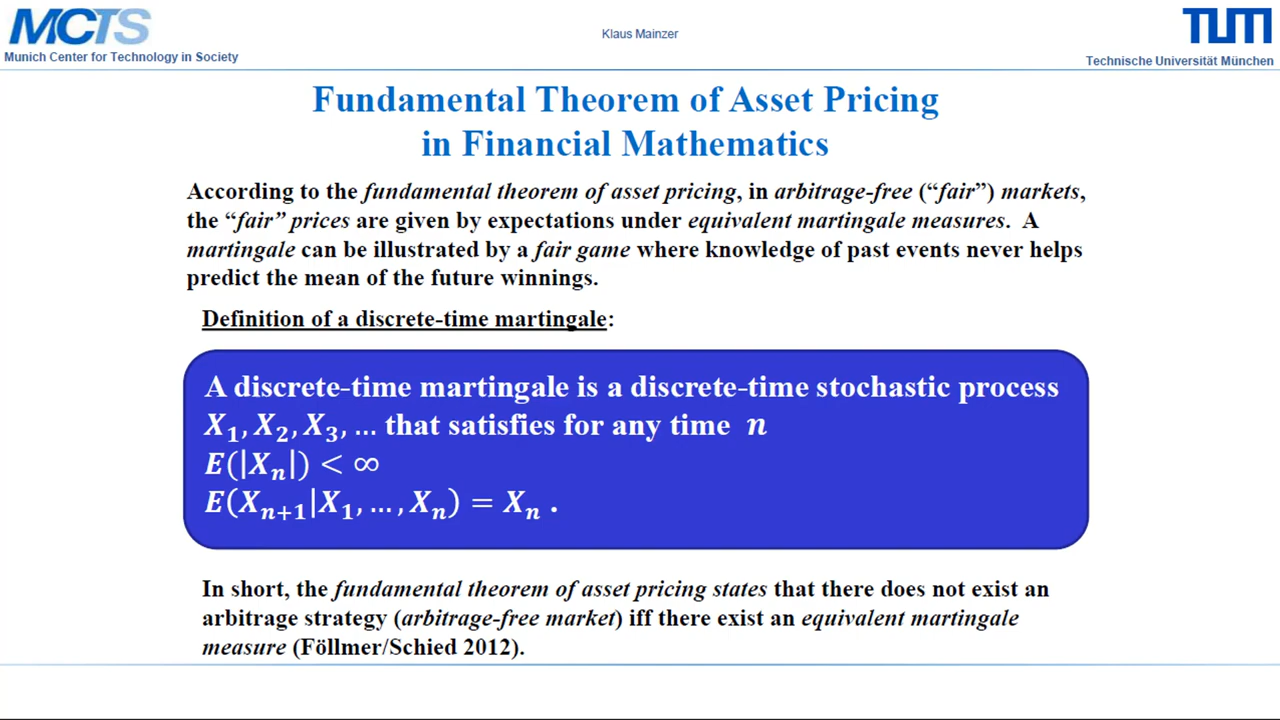 MCTS
Munich Center for Technology in Society
Klaus Mainzer
TUM
Technische Universität München
Fundamental Theorem of Asset Pricing
in Financial Mathematics
According to the fundamental theorem of asset pricing, in arbitrage-free (“fair”) markets,
the “fair” prices are given by expectations under equivalent martingale measures. A
martingale can be illustrated by a fair game where knowledge of past events never helps
predict the mean of the future winnings.
Definition of a discrete-time martingale:
A discrete-time martingale is a discrete-time stochastic process
X₁, X₂, X₃, … that satisfies for any time n
E(|Xₙ|) < ∞
E(Xₙ₊₁|X₁, …, Xₙ) = Xₙ .
In short, the fundamental theorem of asset pricing states that there does not exist an
arbitrage strategy (arbitrage-free market) iff there exist an equivalent martingale
measure (Föllmer/Schied 2012).